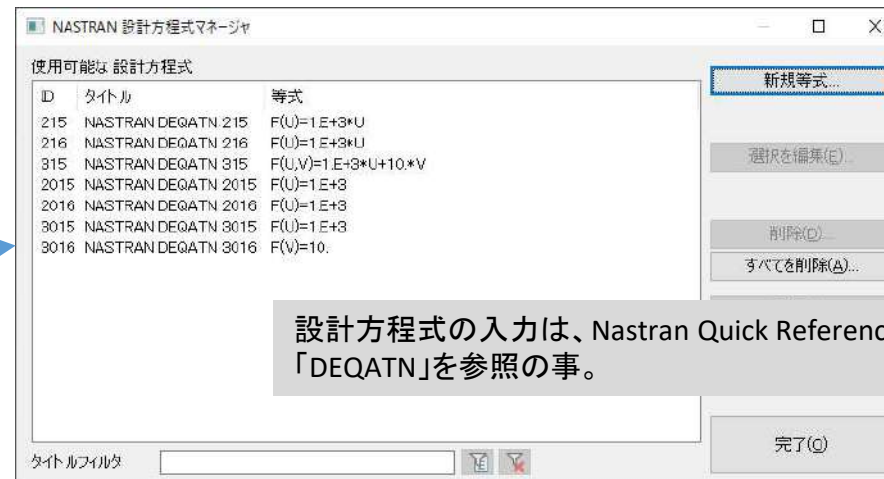 NASTRAN 設計方程式マネージャ
使用可能な 設計方程式
ID タイトル 等式
215 NASTRAN DEQATN 215 F(U)=1.E+3*U
216 NASTRAN DEQATN 216 F(U)=1.E+3*U
315 NASTRAN DEQATN 315 F(U,V)=1.E+3*U+10.*V
2015 NASTRAN DEQATN 2015 F(U)=1.E+3
2016 NASTRAN DEQATN 2016 F(U)=1.E+3
3015 NASTRAN DEQATN 3015 F(U)=1.E+3
3016 NASTRAN DEQATN 3016 F(V)=10.
新規等式...
選択を編集(E)...
削除(D)...
すべてを削除(A)...
設計方程式の入力は、Nastran Quick Referenc
「DEQATN」を参照の事。
完了(O)
タイトルフィルタ